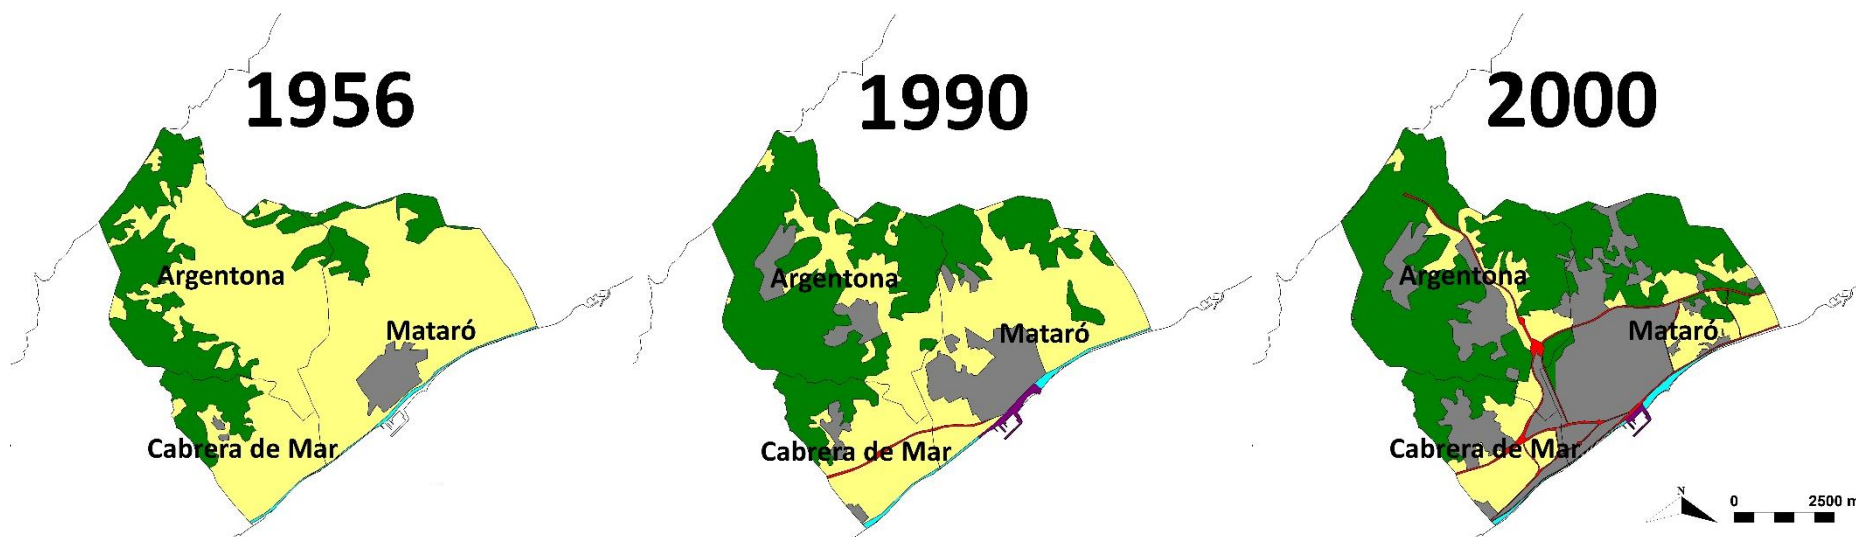 1956
Argentona
Mataró
Cabrera de Mar
1990
Argentona
Mataró
Cabrera de Mar
2000
Argentona
Mataró
Cabrera de Mar
N
0 2500 m